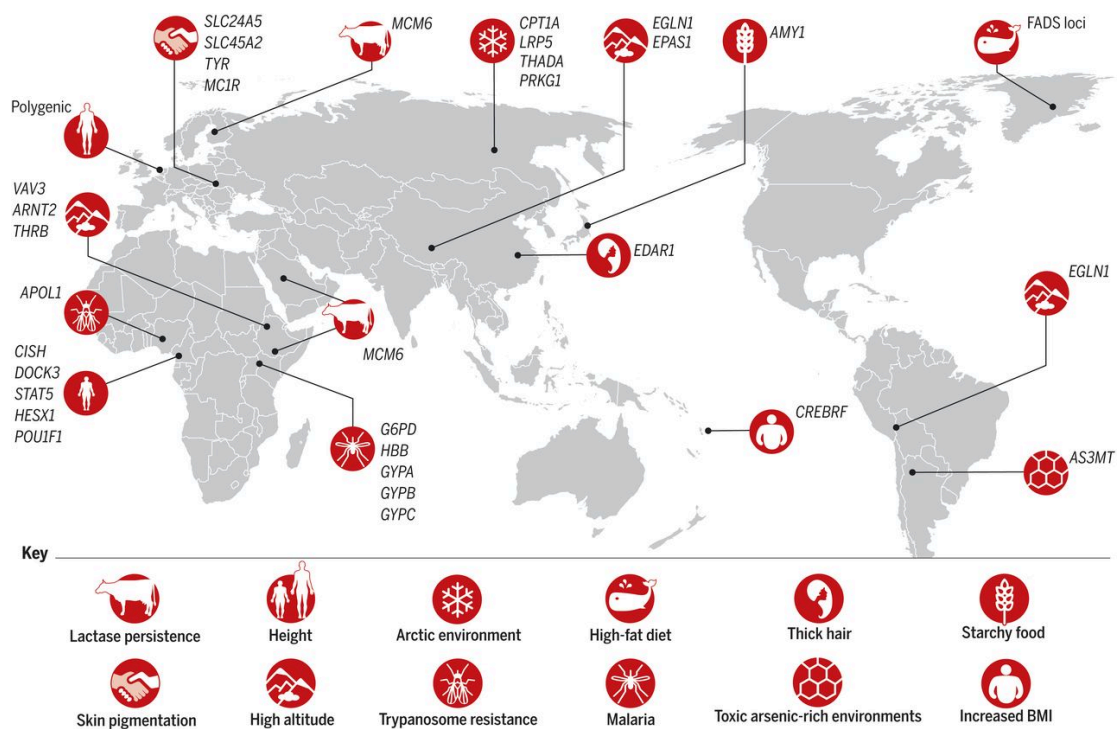 SLC24A5
SLC45A2
TYR
MC1R
MCM6
CPT1A
LRP5
THADA
PRKG1
EGLN1
EPAS1
AMY1
FADS loci
Polygenic
VAV3
ARNT2
THRB
EDAR1
EGLN1
APOL1
MCM6
CISH
DOCK3
STAT5
HESX1
POU1F1
G6PD
HBB
GYPA
GYPB
GYPC
CREBRF
AS3MT
Key
Lactase persistence
Height
Arctic environment
High-fat diet
Thick hair
Starchy food
Skin pigmentation
High altitude
Trypanosome resistance
Malaria
Toxic arsenic-rich environments
Increased BMI